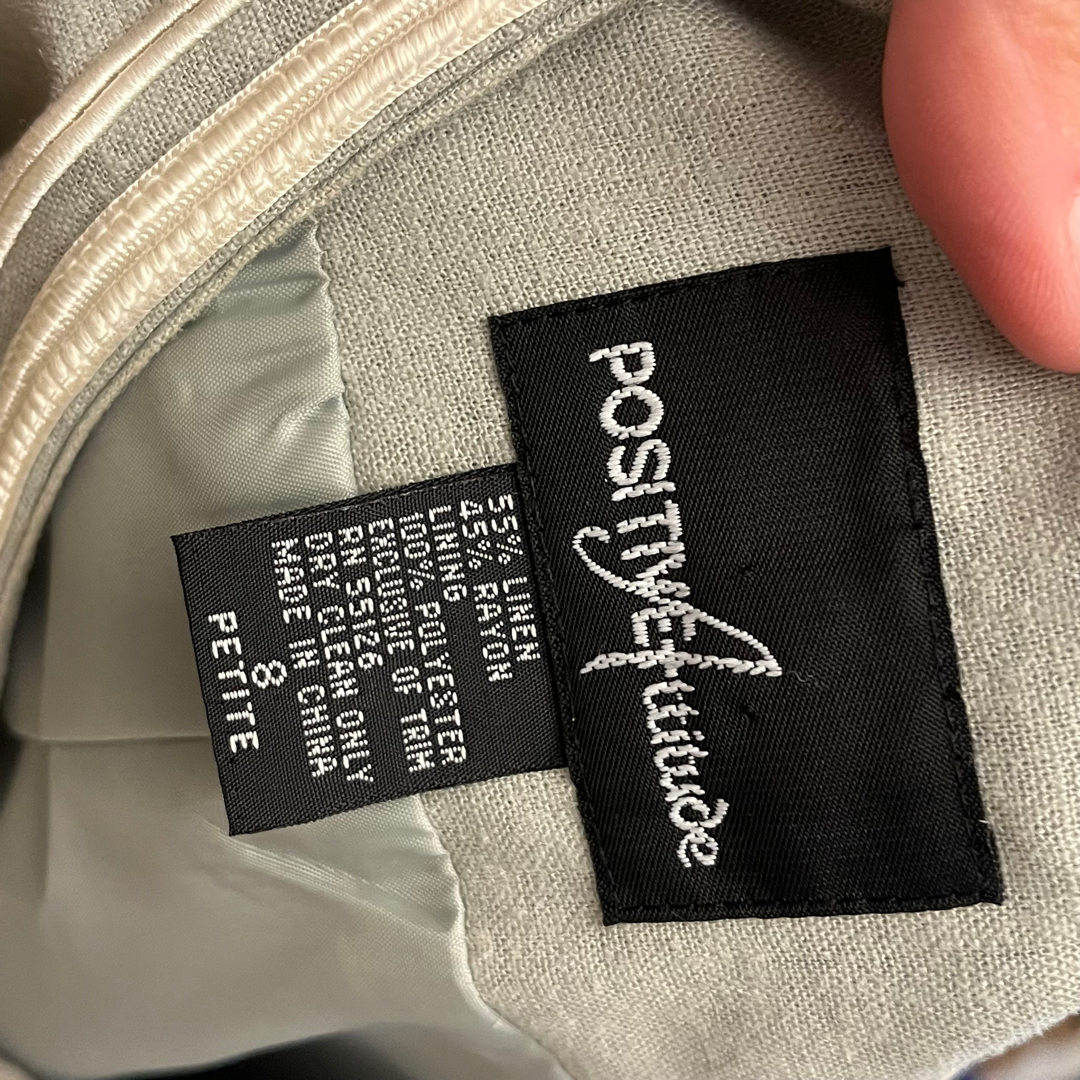 POSITIVE Attitude
55% LINEN
45% RAYON
LINING
100% POLYESTER
EXCLUSIVE OF TRIM
RN 55126
DRY CLEAN ONLY
MADE IN CHINA
8
PETITE